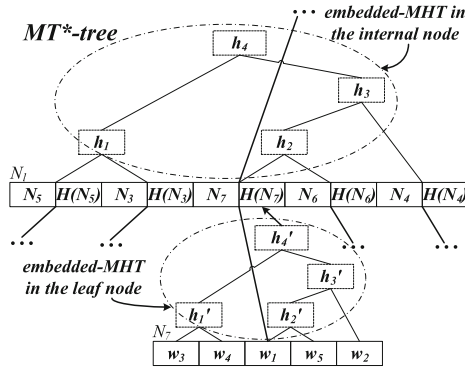 ••• embedded-MHT in
the internal node
MT*-tree
h4
h3
h1
h2
N1
N5 H(N5) N3 H(N3) N7 H(N7) N6 H(N6) N4 H(N4)
••• ••• ••• •••
h4'
embedded-MHT
in the leaf node
h3'
h1'
h2'
N7
w3 w4 w1 w5 w2